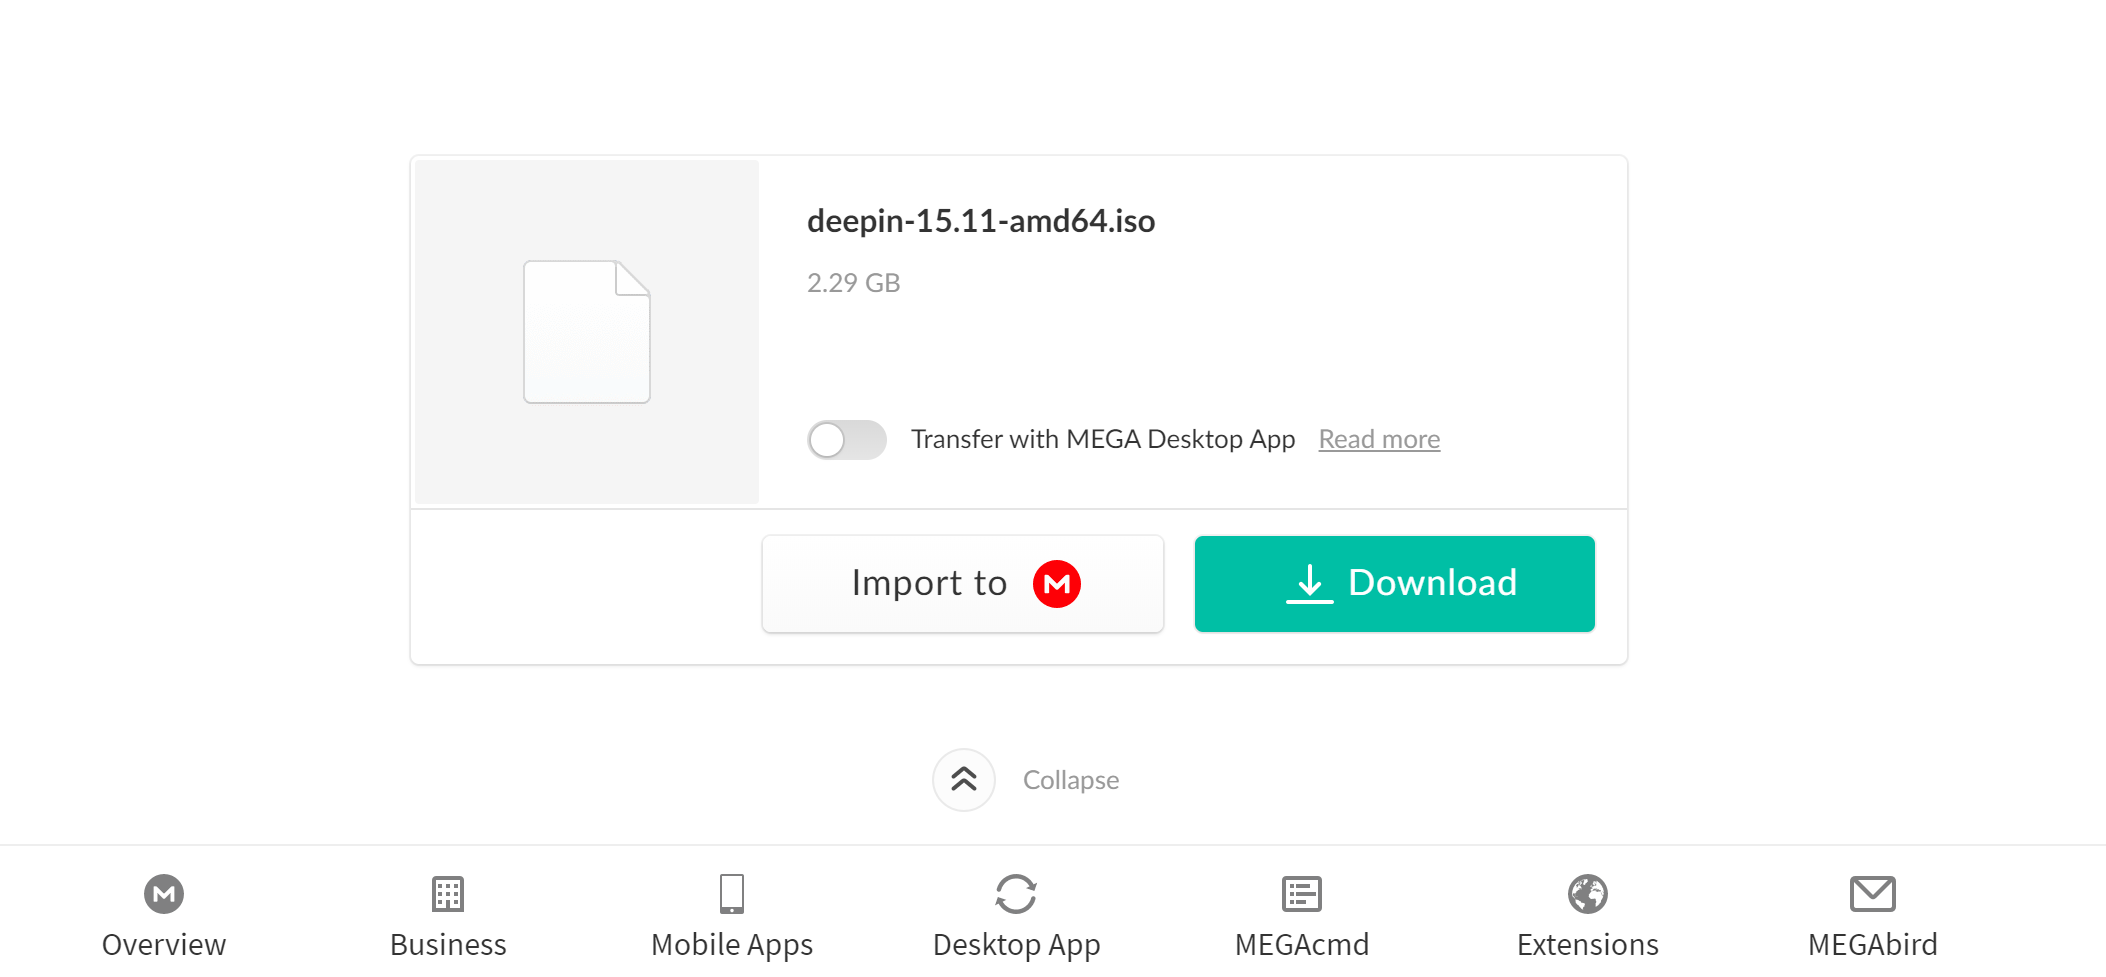 deepin-15.11-amd64.iso
2.29 GB
Transfer with MEGA Desktop App Read more
Import to M
Download
Collapse
Overview Business Mobile Apps Desktop App MEGAcmd Extensions MEGAbird